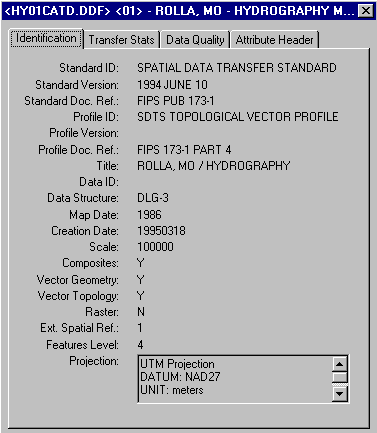 <HY01CATD.DDF> <01> - ROLLA, MO - HYDROGRAPHY M...
Identification Transfer Stats Data Quality Attribute Header
Standard ID: SPATIAL DATA TRANSFER STANDARD
Standard Version: 1994 JUNE 10
Standard Doc. Ref.: FIPS PUB 173-1
Profile ID: SDTS TOPOLOGICAL VECTOR PROFILE
Profile Version:
Profile Doc. Ref.: FIPS 173-1 PART 4
Title: ROLLA, MO / HYDROGRAPHY
Data ID:
Data Structure: DLG-3
Map Date: 1986
Creation Date: 19950318
Scale: 100000
Composites: Y
Vector Geometry: Y
Vector Topology: Y
Raster: N
Ext. Spatial Ref.: 1
Features Level: 4
Projection: UTM Projection
DATUM: NAD27
UNIT: meters